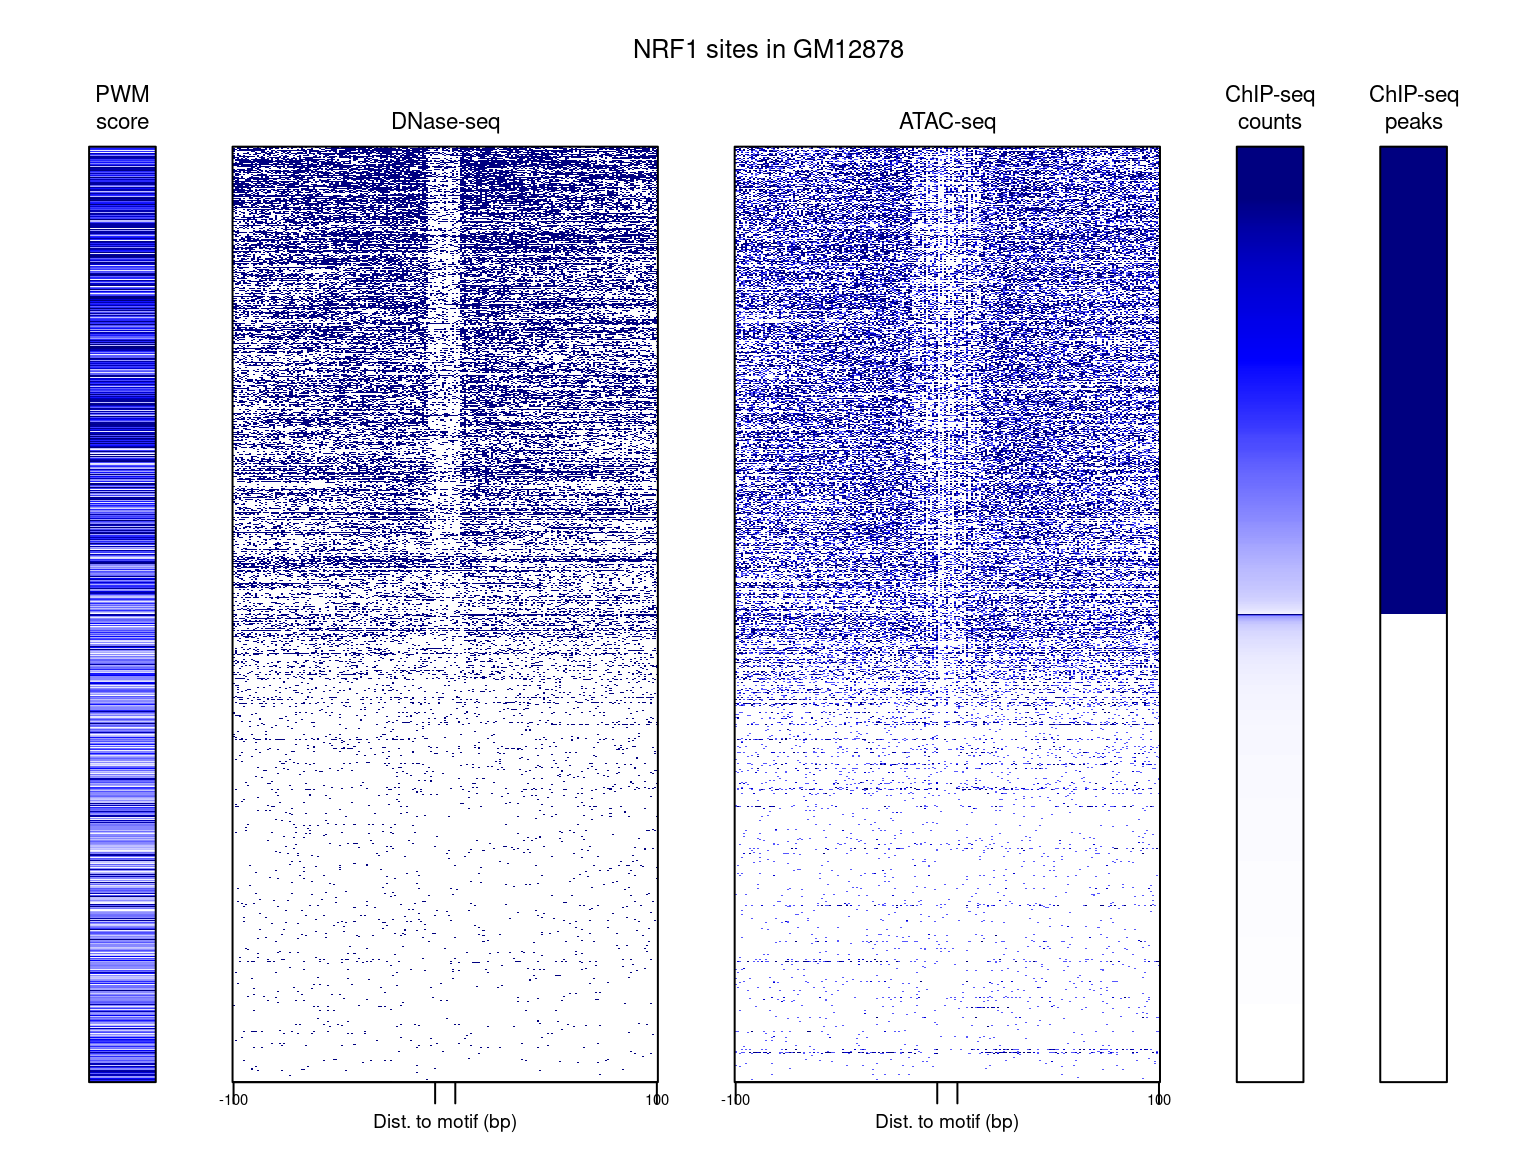 NRF1 sites in GM12878
PWM
score
DNase-seq
ATAC-seq
ChIP-seq
counts
ChIP-seq
peaks
-100
100
Dist. to motif (bp)
-100
100
Dist. to motif (bp)